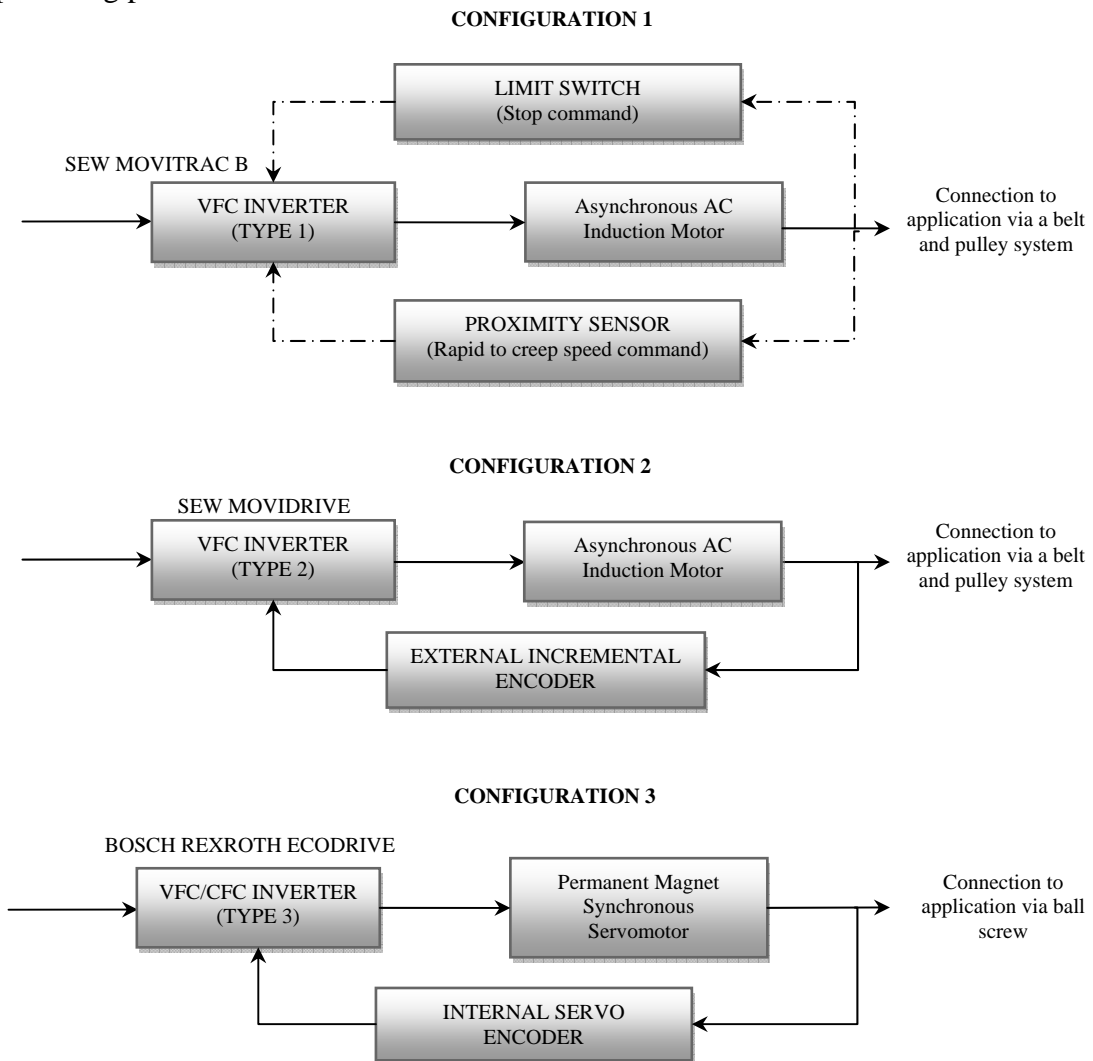 CONFIGURATION 1
LIMIT SWITCH
(Stop command)
SEW MOVITRAC B
VFC INVERTER
(TYPE 1)
Asynchronous AC
Induction Motor
Connection to
application via a belt
and pulley system
PROXIMITY SENSOR
(Rapid to creep speed command)
CONFIGURATION 2
SEW MOVIDRIVE
VFC INVERTER
(TYPE 2)
Asynchronous AC
Induction Motor
Connection to
application via a belt
and pulley system
EXTERNAL INCREMENTAL
ENCODER
CONFIGURATION 3
BOSCH REXROTH ECODRIVE
VFC/CFC INVERTER
(TYPE 3)
Permanent Magnet
Synchronous
Servomotor
Connection to
application via ball
screw
INTERNAL SERVO
ENCODER